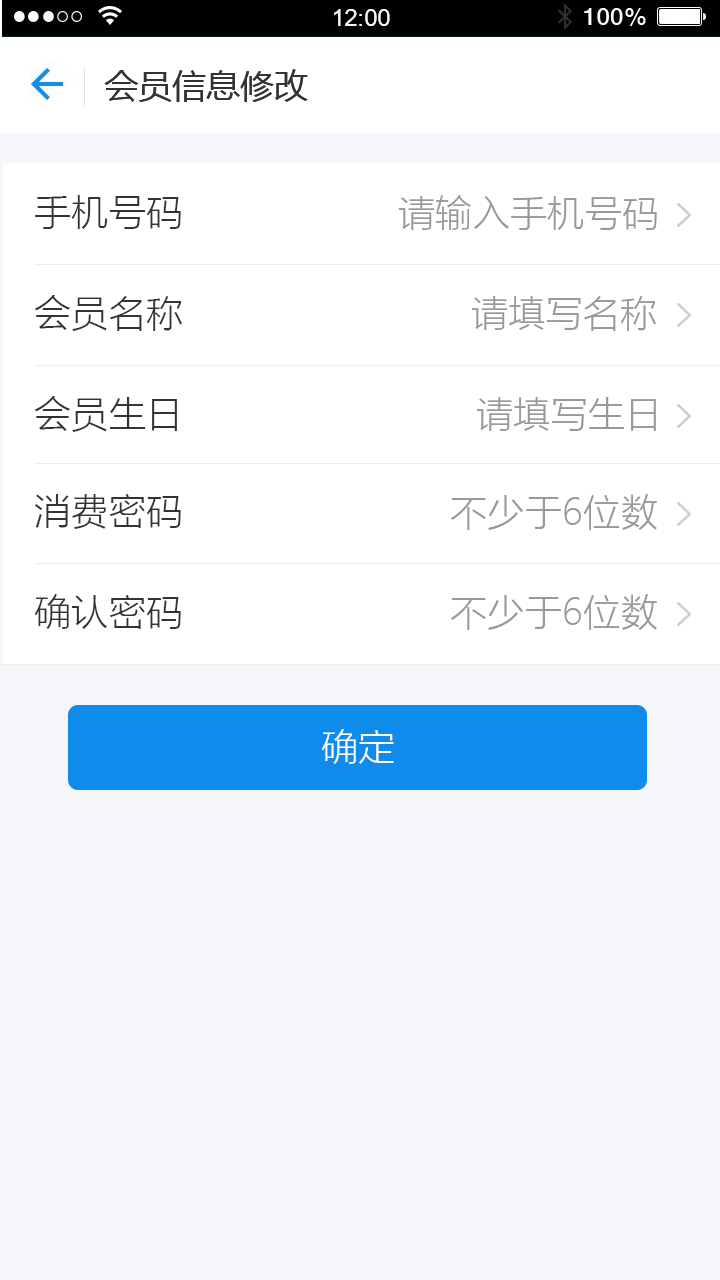 12:00 100%
会员信息修改
手机号码 请输入手机号码
会员名称 请填写名称
会员生日 请填写生日
消费密码 不少于6位数
确认密码 不少于6位数
确定